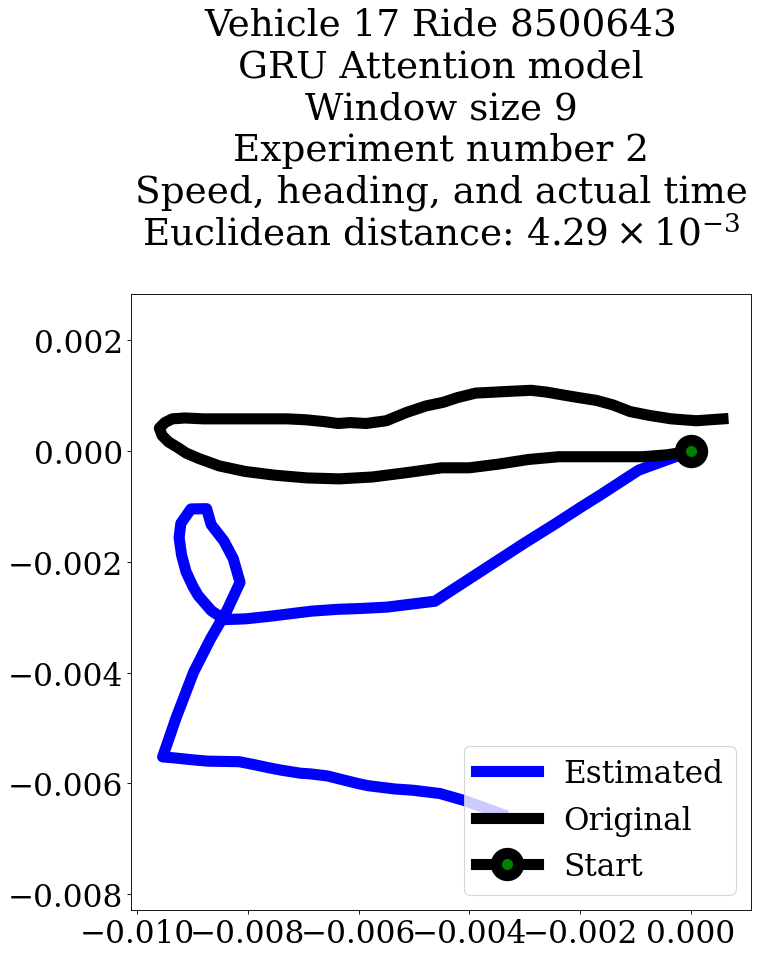 Vehicle 17 Ride 8500643
GRU Attention model
Window size 9
Experiment number 2
Speed, heading, and actual time
Euclidean distance: 4.29 × 10⁻³
0.002
0.000
−0.002
−0.004
−0.006
−0.008
Estimated
Original
Start
−0.010 −0.008 −0.006 −0.004 −0.002 0.000